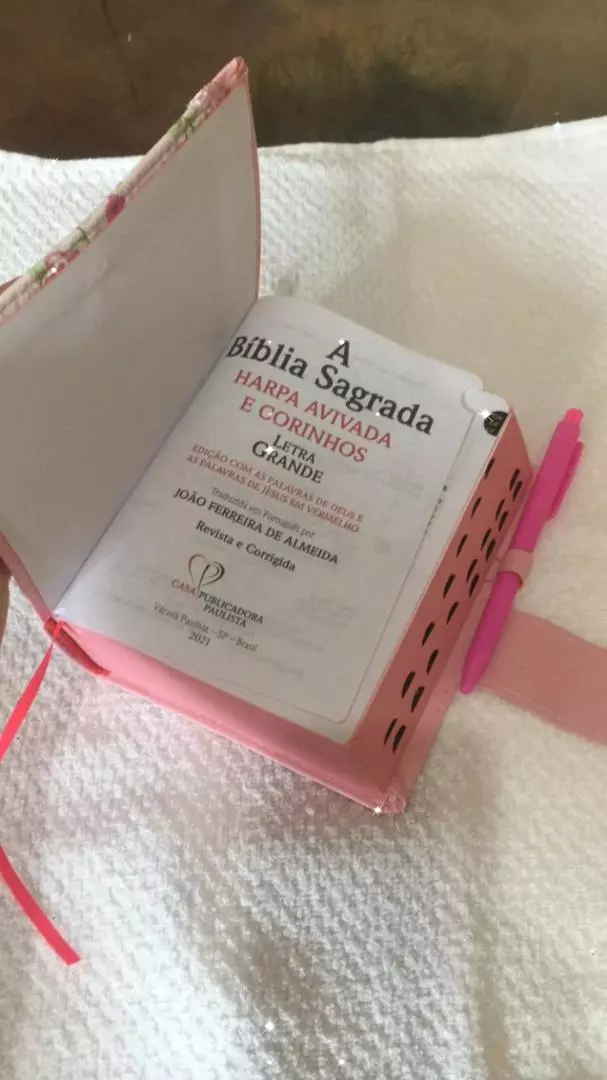 A
Bíblia Sagrada
HARPA AVIVADA
E CORINHOS
LETRA
GRANDE
EDIÇÃO COM AS PALAVRAS DE DEUS E
AS PALAVRAS DE JESUS EM VERMELHO
Traduzida em Português por
JOÃO FERREIRA DE ALMEIDA
Revista e Corrigida
CASA PUBLICADORA
PAULISTA
Várzea Paulista – SP – Brasil
2021